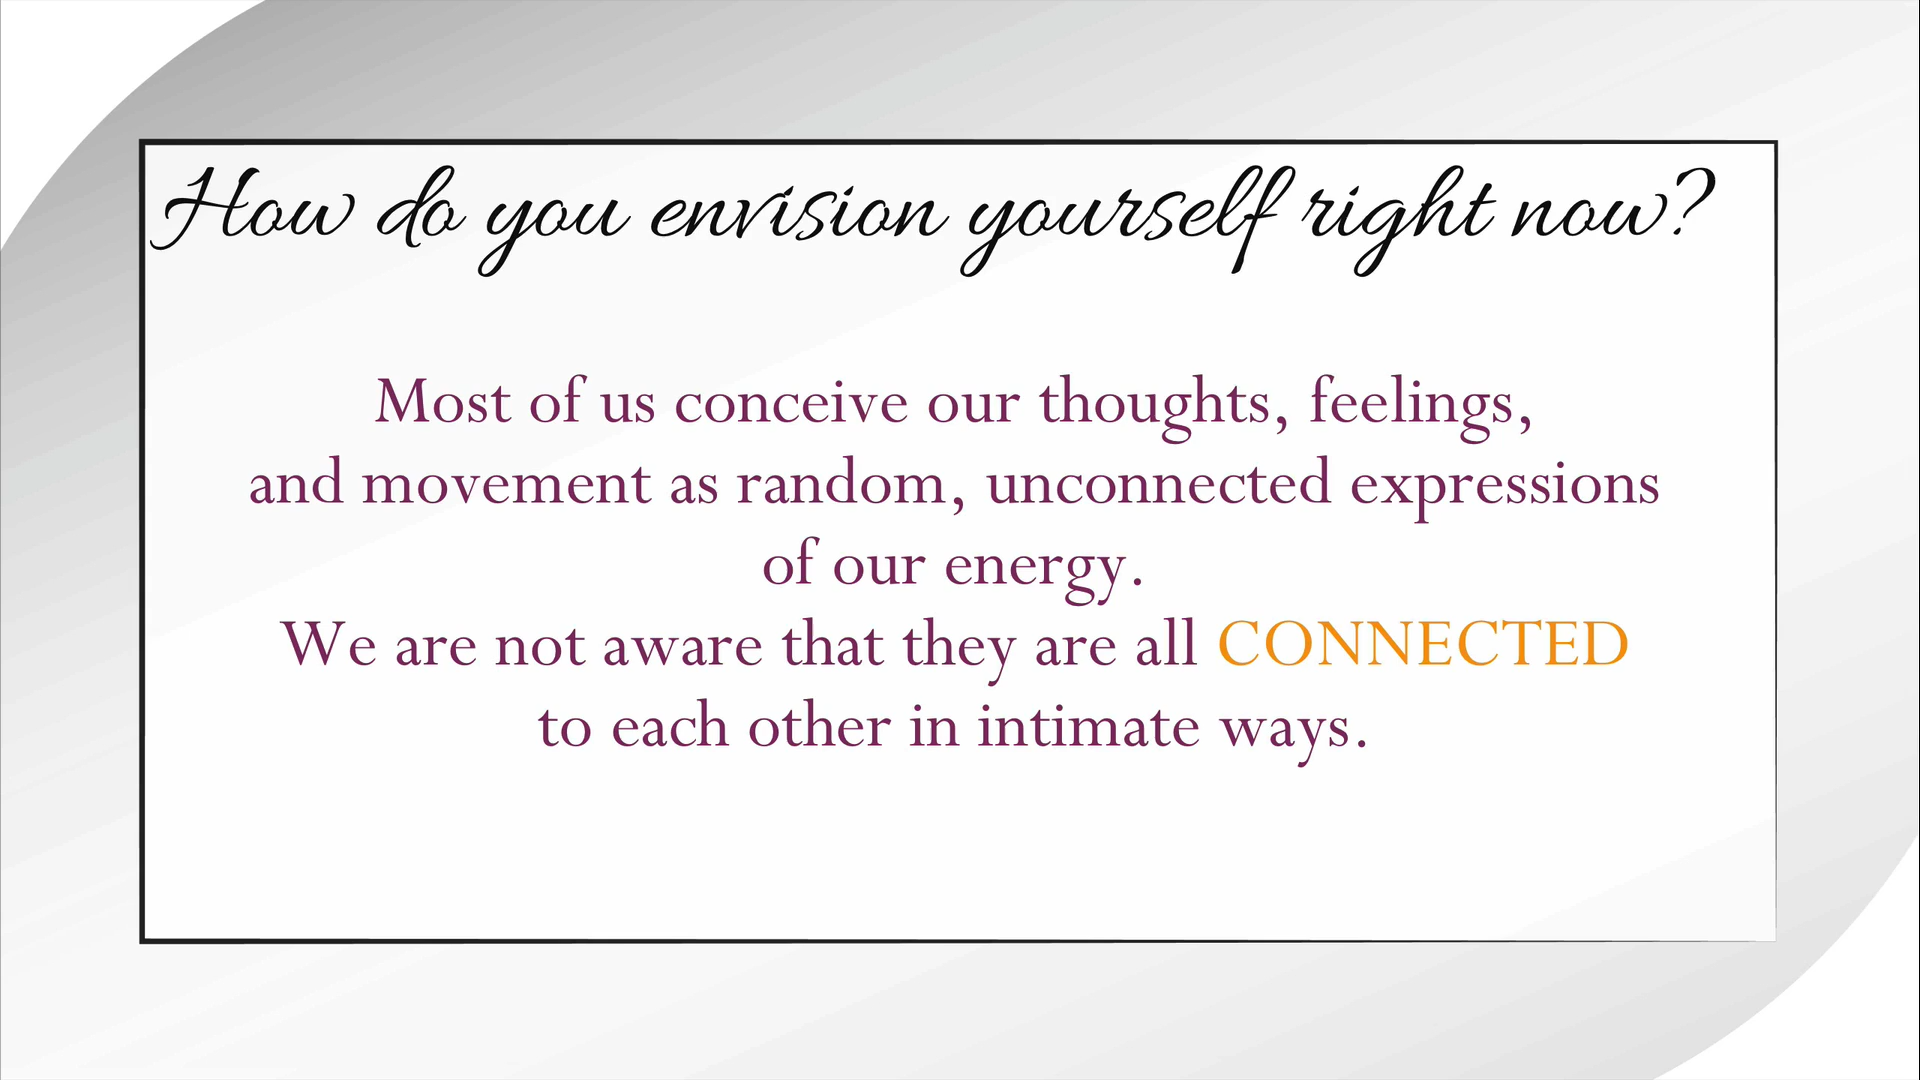 How do you envision yourself right now?
Most of us conceive our thoughts, feelings,
and movement as random, unconnected expressions
of our energy.
We are not aware that they are all CONNECTED
to each other in intimate ways.